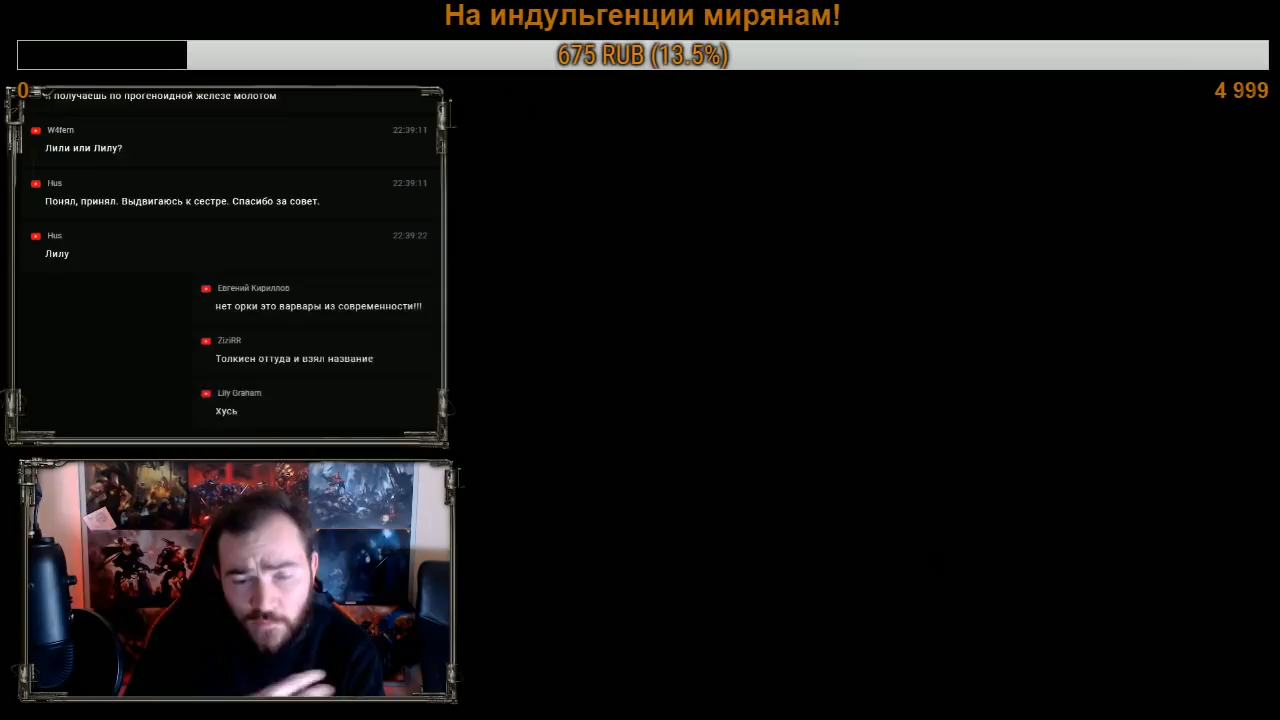 На индульгенции мирянам!
675 RUB (13.5%)
0
4 999
получаешь по прогеноидной железе молотом
W4fern 22:39:11
Лили или Лилу?
Hus 22:39:11
Понял, принял. Выдвигаюсь к сестре. Спасибо за совет.
Hus 22:39:22
Лилу
Евгений Кириллов
нет орки это варвары из современности!!!
ZiziRR
Толкиен оттуда и взял название
Lily Graham
Хусь